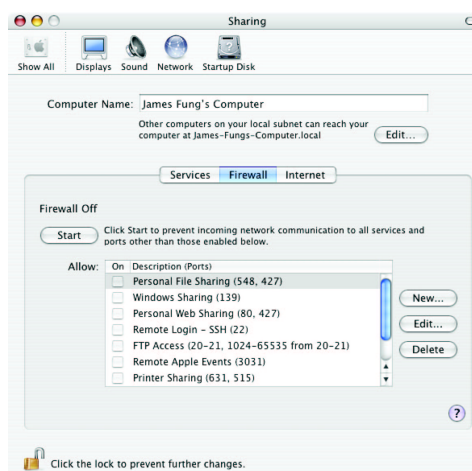 Sharing
Show All Displays Sound Network Startup Disk
Computer Name: James Fung's Computer
Other computers on your local subnet can reach your
computer at James-Fungs-Computer.local
Edit...
Services Firewall Internet
Firewall Off
Start Click Start to prevent incoming network communication to all services and
ports other than those enabled below.
Allow: On Description (Ports)
Personal File Sharing (548, 427)
Windows Sharing (139)
Personal Web Sharing (80, 427)
Remote Login - SSH (22)
FTP Access (20-21, 1024-65535 from 20-21)
Remote Apple Events (3031)
Printer Sharing (631, 515)
New...
Edit...
Delete
?
Click the lock to prevent further changes.